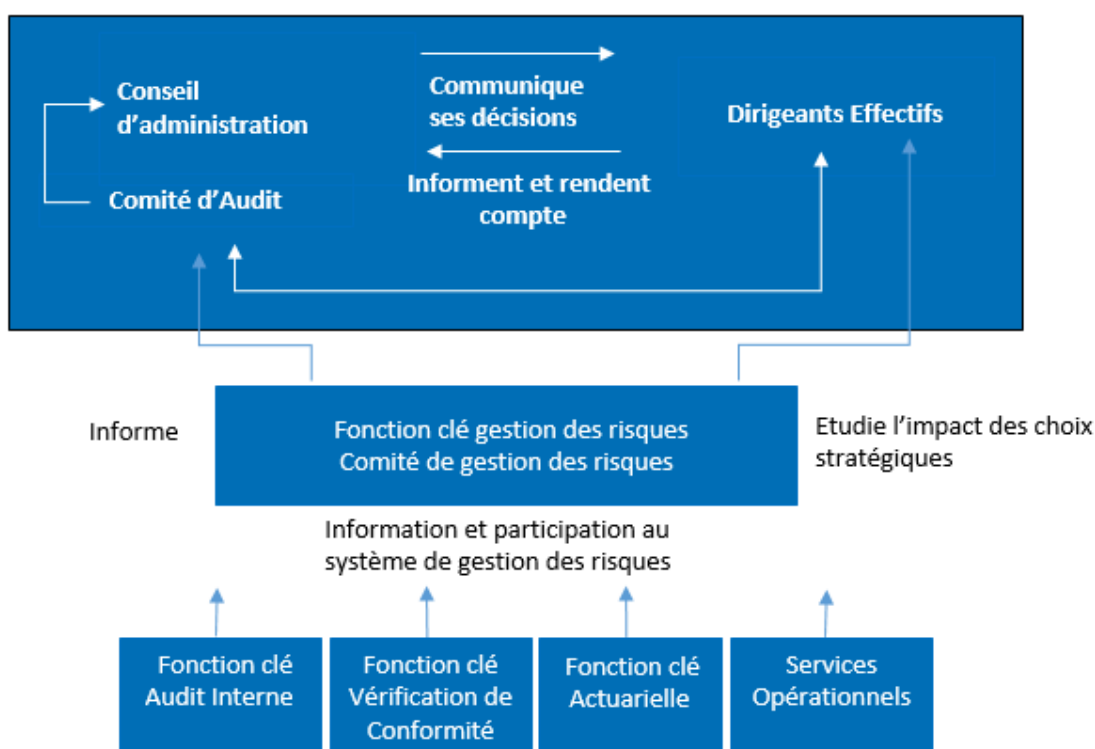 Conseil
d'administration
Communique
ses décisions
Dirigeants Effectifs
Comité d'Audit
Informent et rendent
compte
Informe
Fonction clé gestion des risques
Comité de gestion des risques
Etudie l'impact des choix
stratégiques
Information et participation au
système de gestion des risques
Fonction clé
Audit Interne
Fonction clé
Vérification de
Conformité
Fonction clé
Actuarielle
Services
Opérationnels